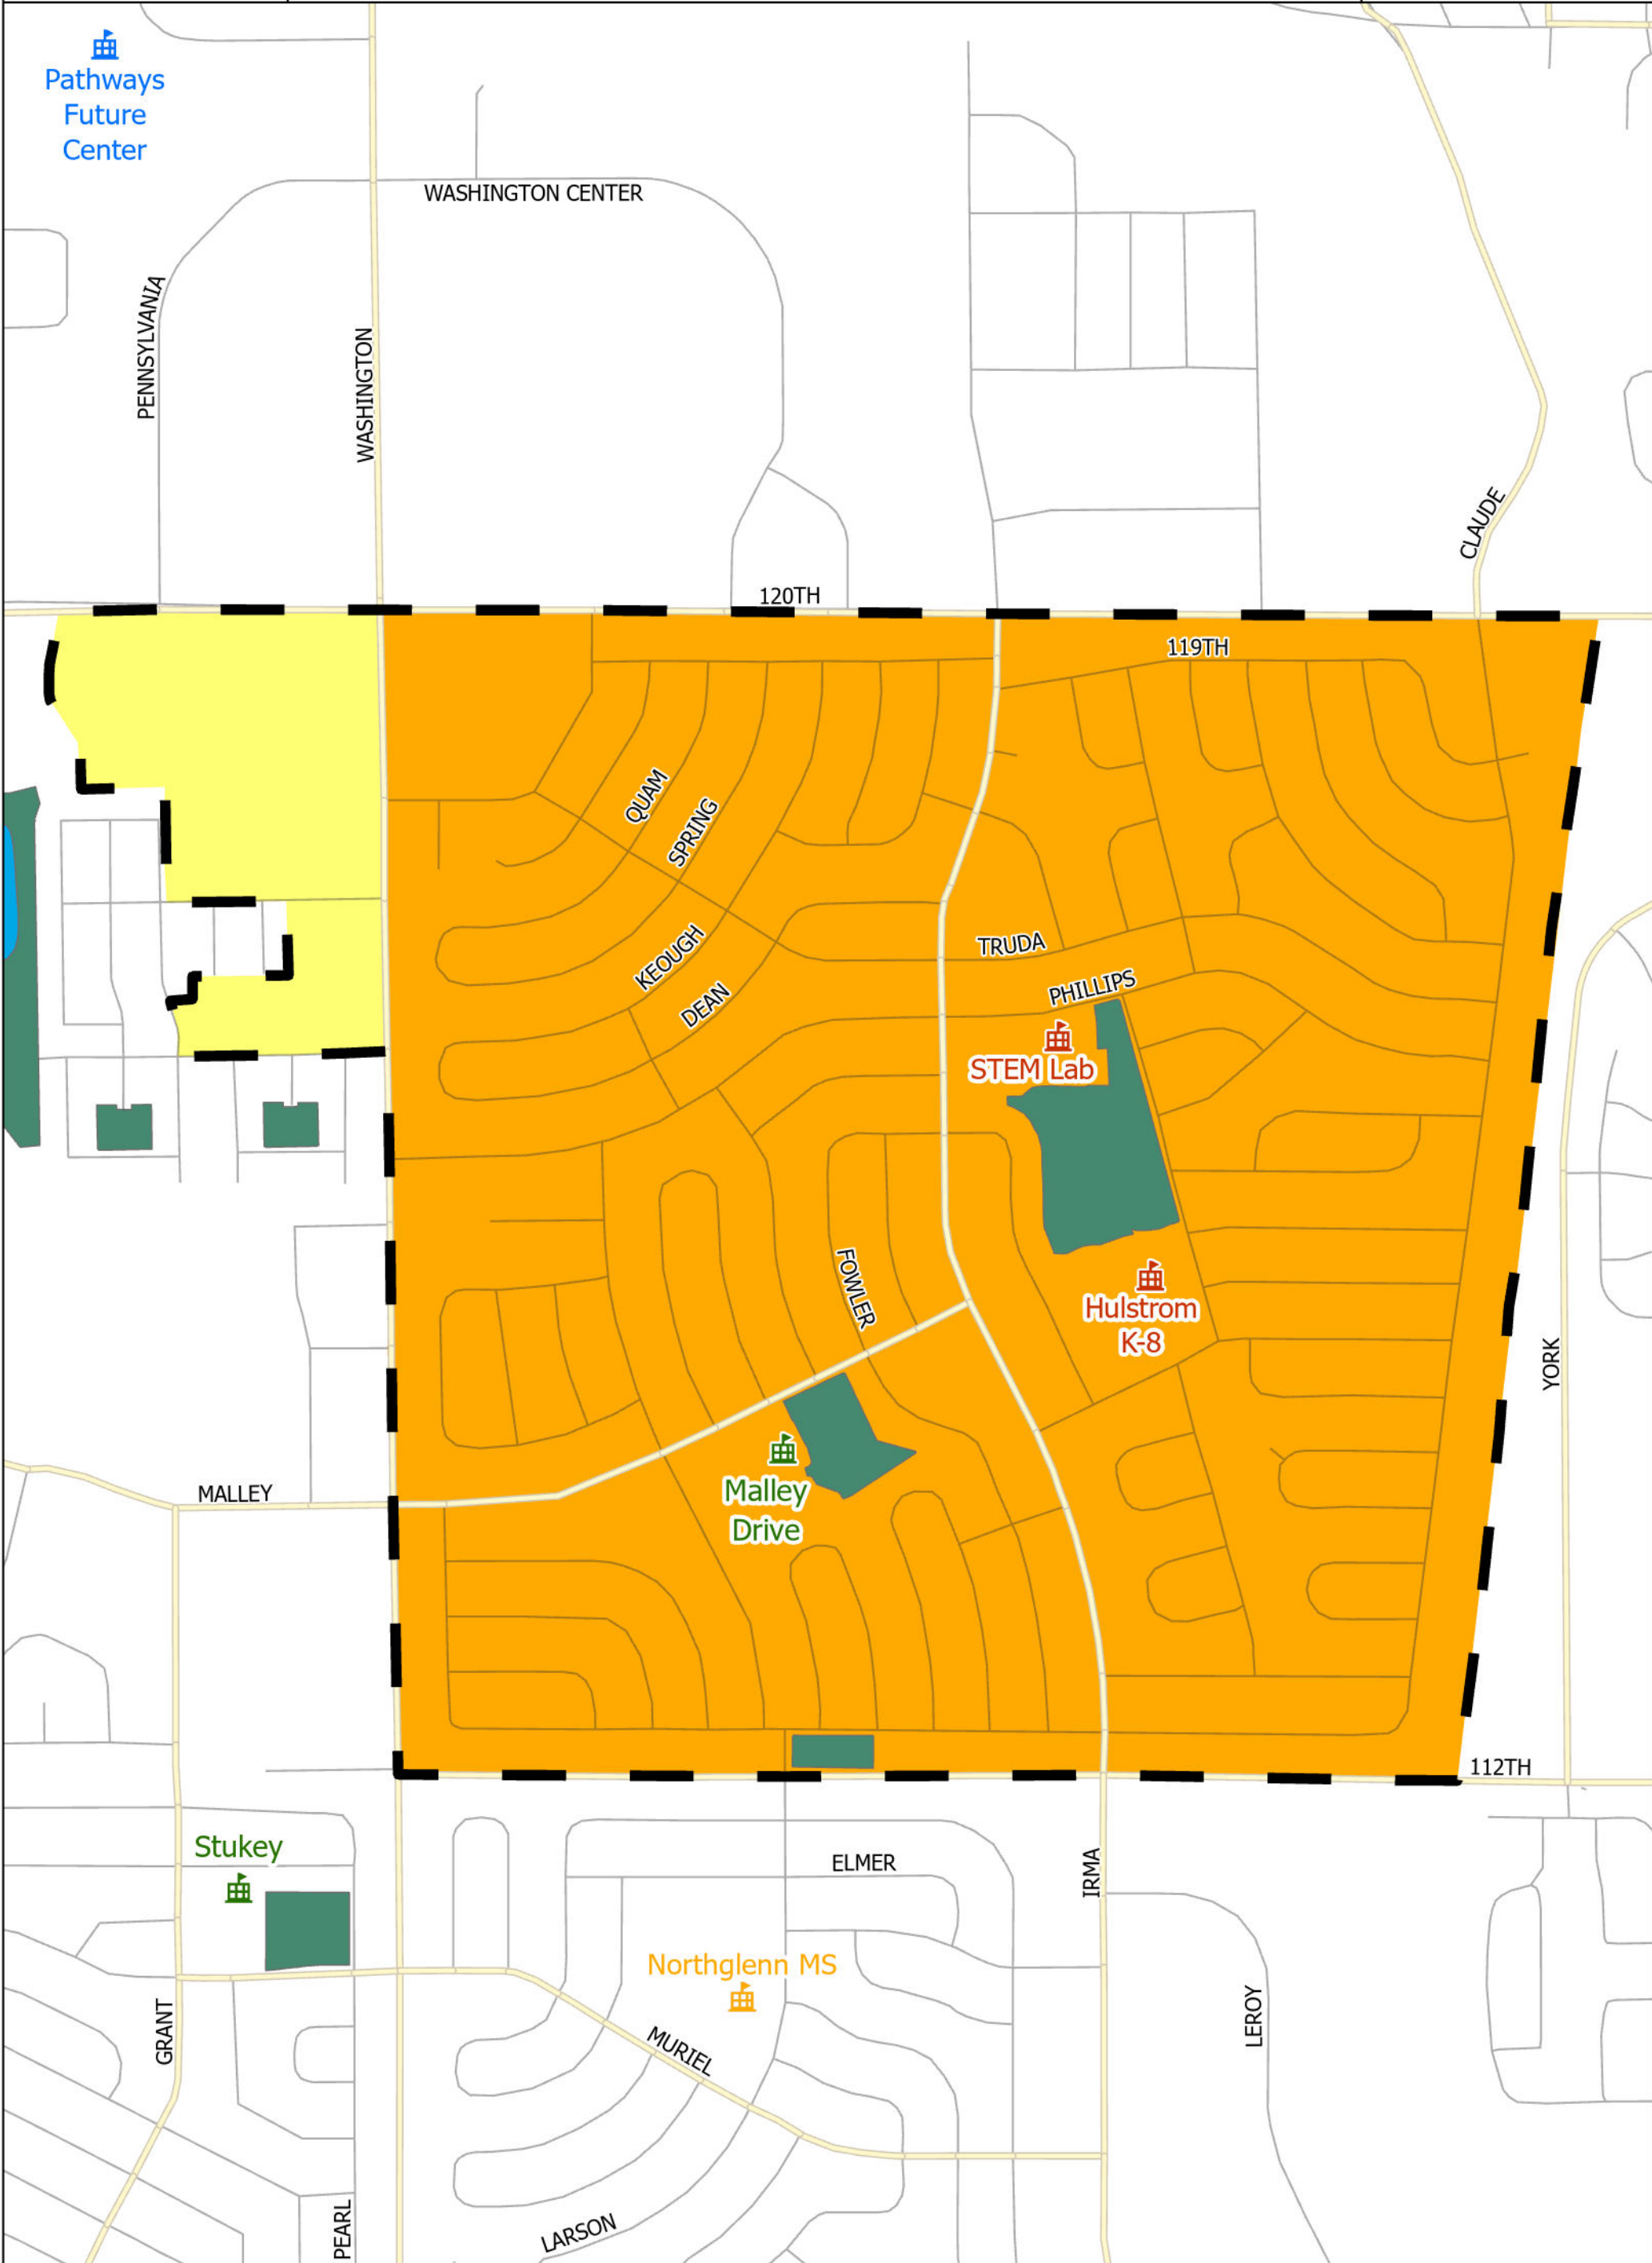 Pathways
Future
Center
WASHINGTON CENTER
PENNSYLVANIA
WASHINGTON
CLAUDE
120TH
119TH
QUAM
SPRING
KEOUGH
DEAN
TRUDA
PHILLIPS
STEM Lab
FOWLER
Hulstrom
K-8
YORK
MALLEY
Malley
Drive
112TH
Stukey
ELMER
IRMA
Northglenn MS
GRANT
MURIEL
LEROY
PEARL
LARSON